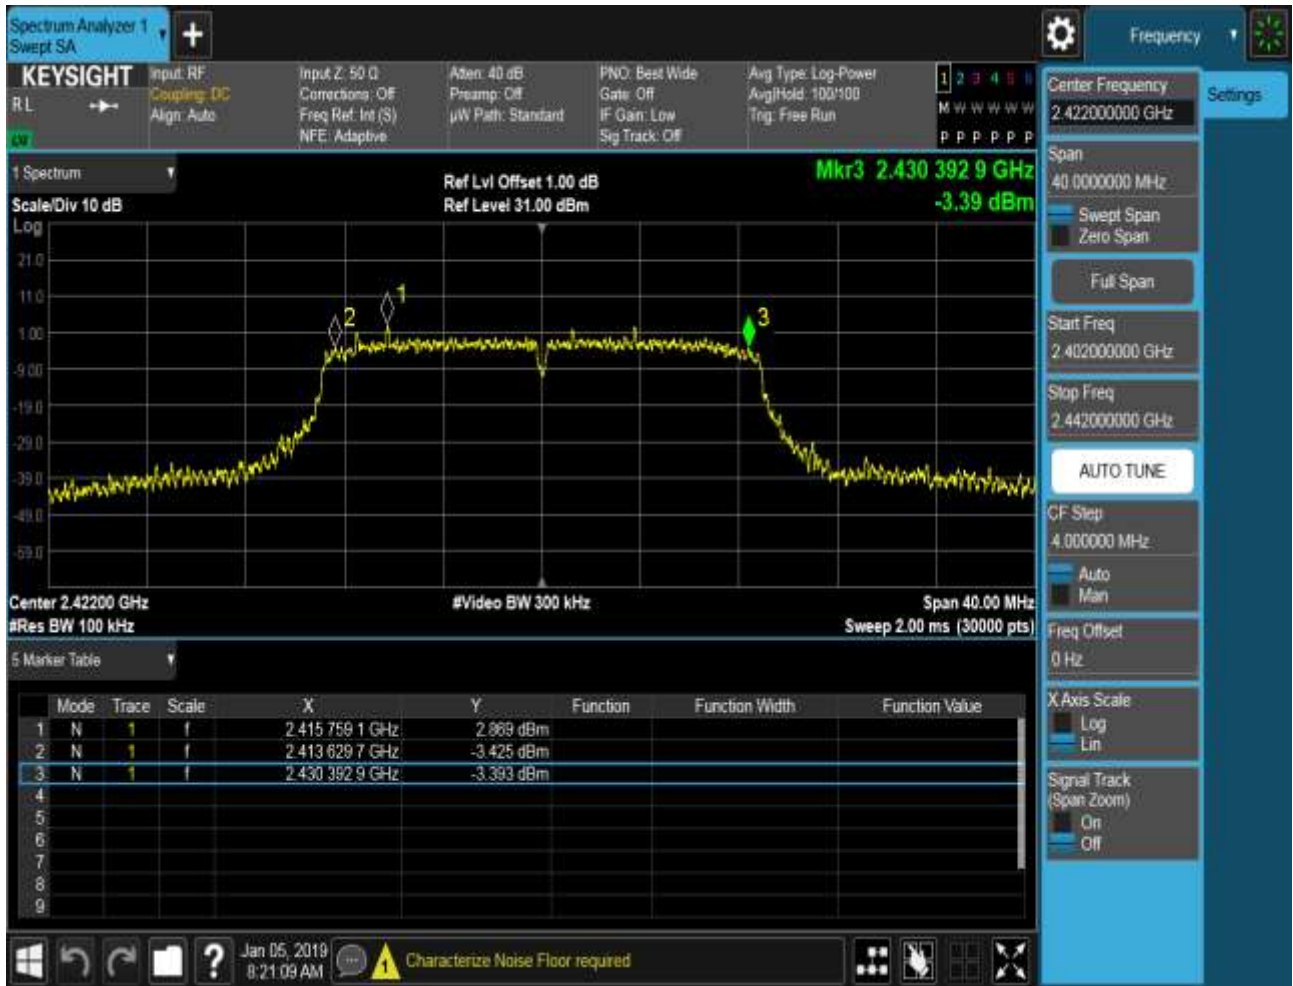 Spectrum Analyzer 1
Swept SA
Frequency
KEYSIGHT
R L
Input: RF
Coupling: DC
Align: Auto
Input Z: 50 Ω
Corrections: Off
Freq Ref: Int (S)
NFE: Adaptive
Atten: 40 dB
Preamp: Off
µW Path: Standard
PNO: Best Wide
Gate: Off
IF Gain: Low
Sig Track: Off
Avg Type: Log-Power
Avg|Hold: 100/100
Trig: Free Run
1 2 3 4 5 6
M W W W W W
P P P P P P
1 Spectrum
Scale/Div 10 dB
Ref Lvl Offset 1.00 dB
Ref Level 31.00 dBm
Mkr3 2.430 392 9 GHz
-3.39 dBm
Log
21.0
11.0
1.00
-9.00
-19.0
-29.0
-39.0
-49.0
-59.0
1
2
3
Center 2.42200 GHz
#Video BW 300 kHz
Span 40.00 MHz
#Res BW 100 kHz
Sweep 2.00 ms (30000 pts)
5 Marker Table
Mode Trace Scale X Y Function Function Width Function Value
1 N 1 f 2.415 759 1 GHz 2.869 dBm
2 N 1 f 2.413 629 7 GHz -3.425 dBm
3 N 1 f 2.430 392 9 GHz -3.393 dBm
4
5
6
7
8
9
Center Frequency
2.422000000 GHz
Settings
Span
40.0000000 MHz
Swept Span
Zero Span
Full Span
Start Freq
2.402000000 GHz
Stop Freq
2.442000000 GHz
AUTO TUNE
CF Step
4.000000 MHz
Auto
Man
Freq Offset
0 Hz
X Axis Scale
Log
Lin
Signal Track
(Span Zoom)
On
Off
?
Jan 05, 2019
8:21:09 AM
1
Characterize Noise Floor required